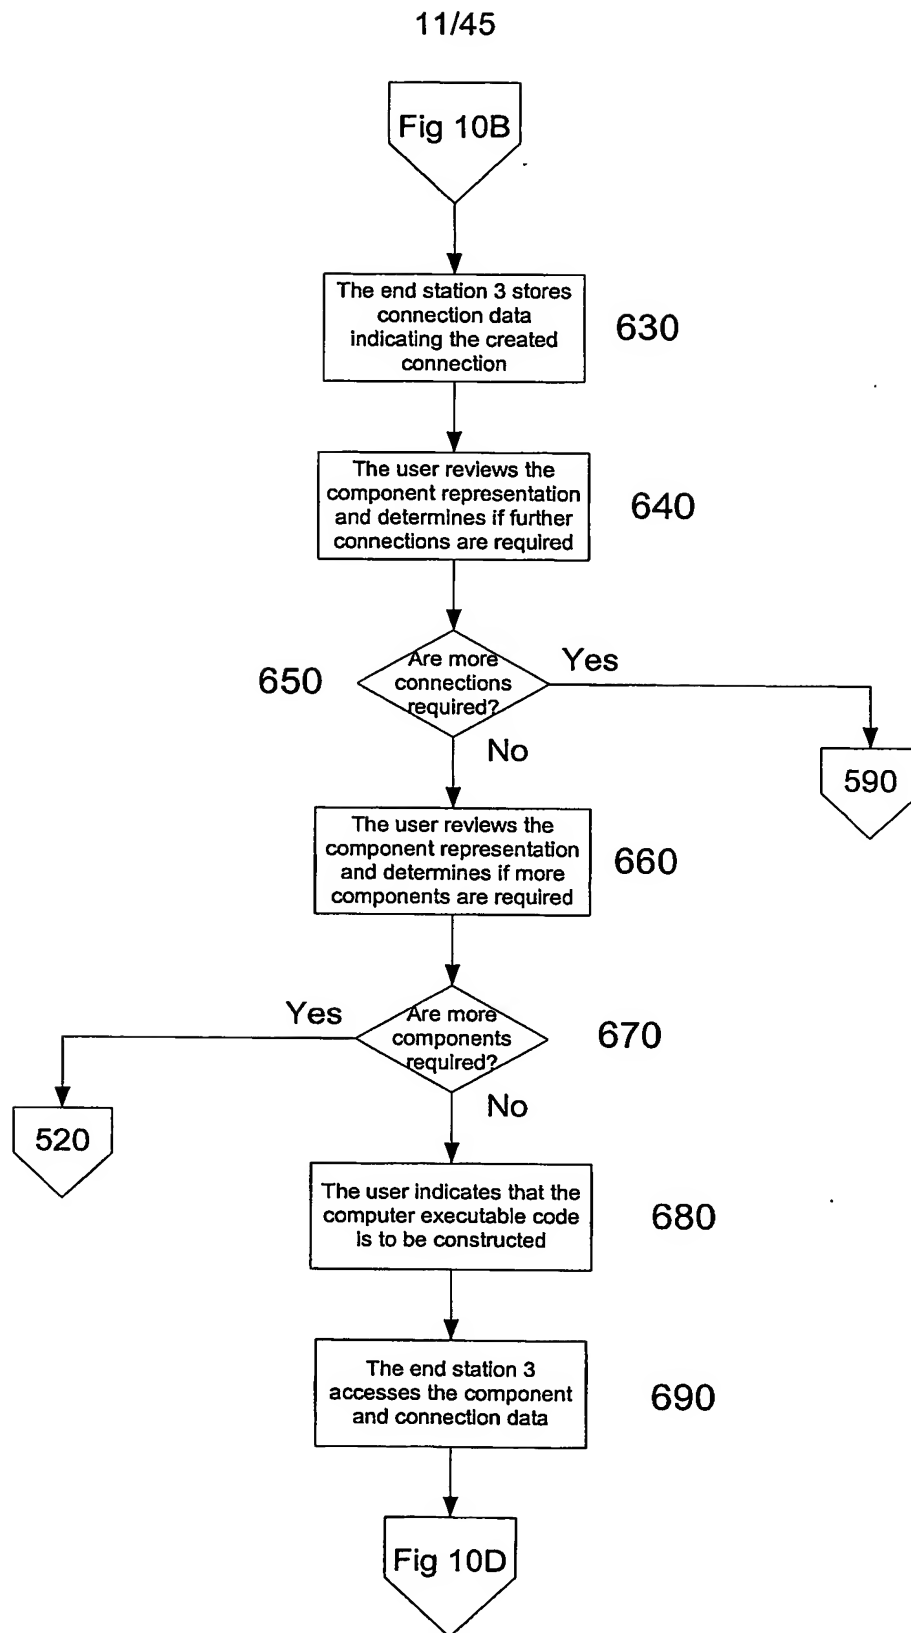 11/45
Fig 10B
The end station 3 stores
connection data
indicating the created
connection
630
The user reviews the
component representation
and determines if further
connections are required
640
650
Are more
connections
required?
Yes
No
590
The user reviews the
component representation
and determines if more
components are required
660
Yes
Are more
components
required?
670
520
No
The user indicates that the
computer executable code
is to be constructed
680
The end station 3
accesses the component
and connection data
690
Fig 10D